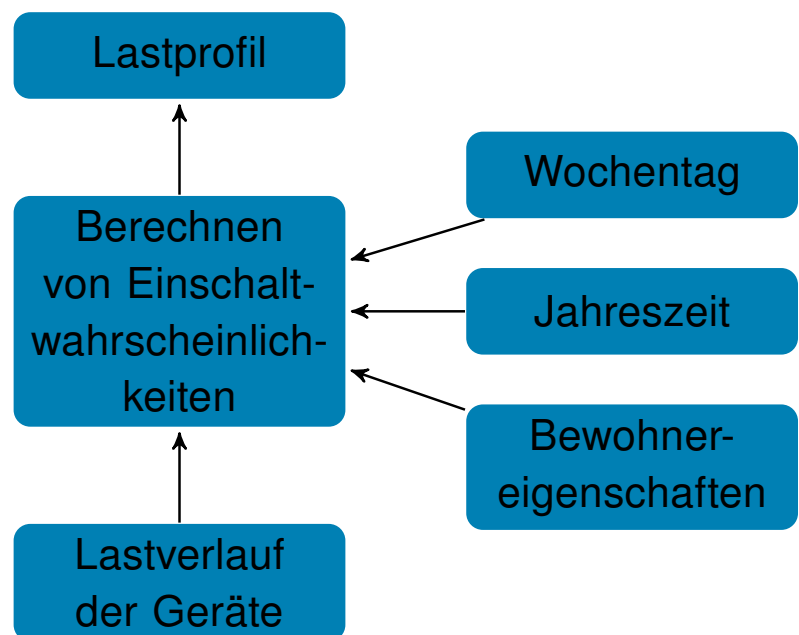 Lastprofil
Berechnen
von Einschalt-
wahrscheinlich-
keiten
Lastverlauf
der Geräte
Wochentag
Jahreszeit
Bewohner-
eigenschaften